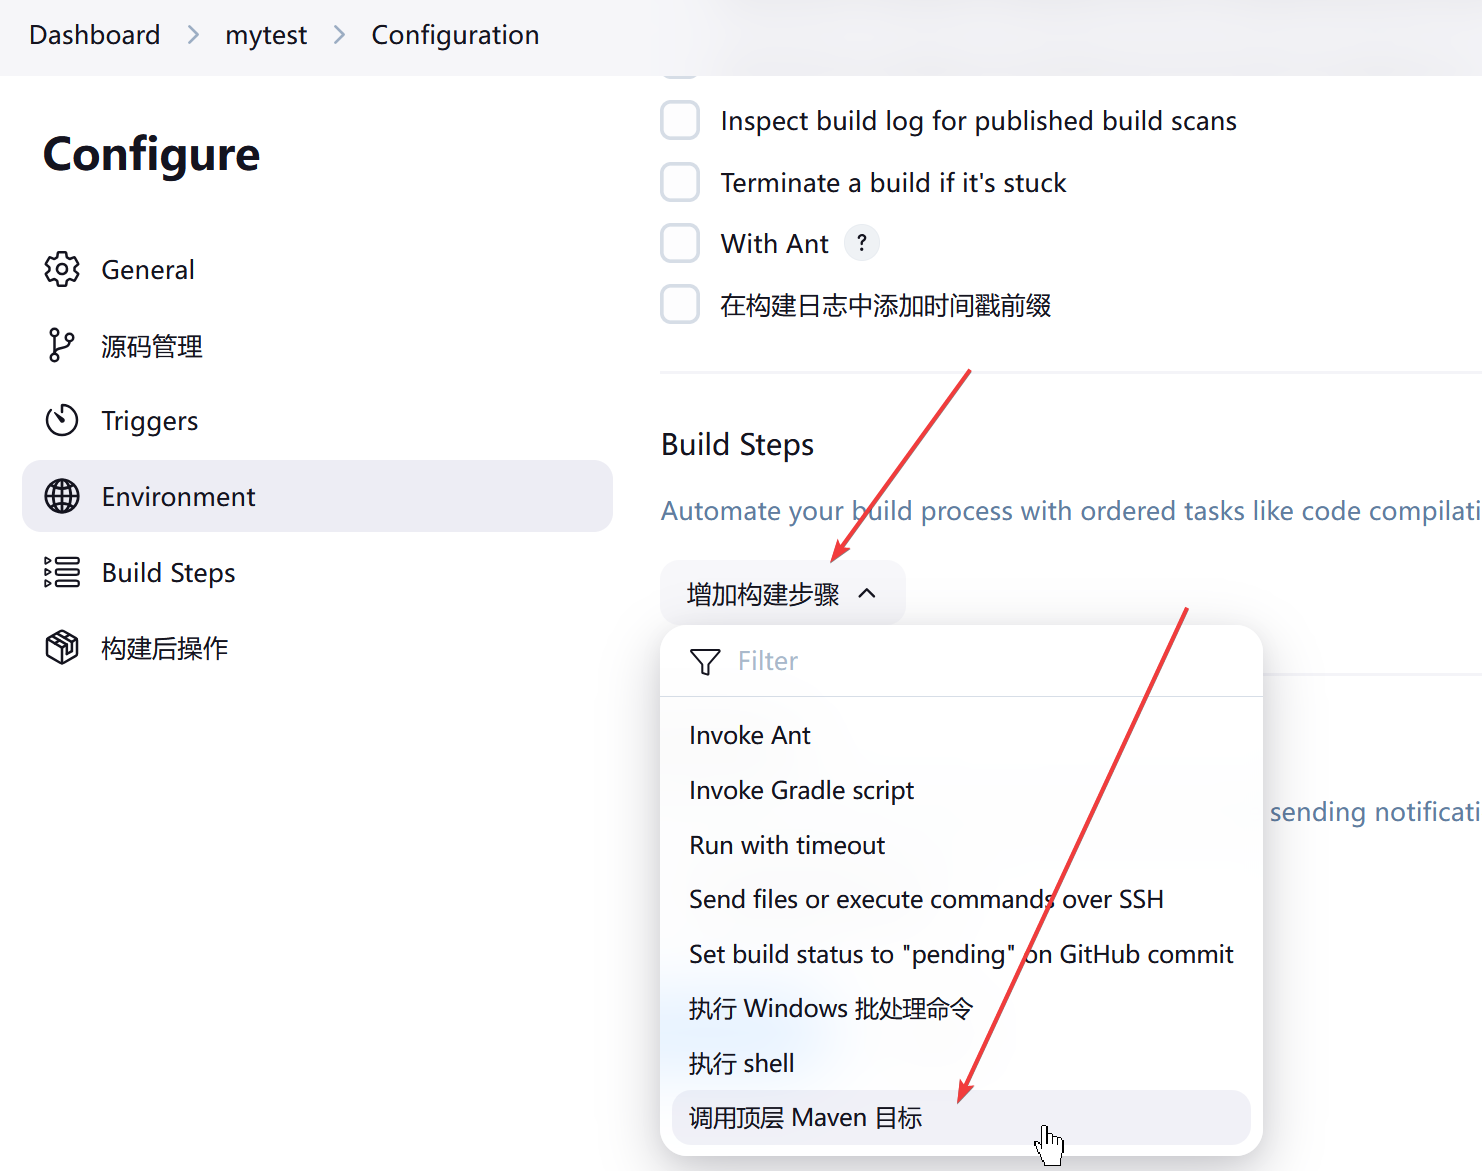 Dashboard > mytest > Configuration
Configure
General
源码管理
Triggers
Environment
Build Steps
构建后操作
Inspect build log for published build scans
Terminate a build if it's stuck
With Ant ?
在构建日志中添加时间戳前缀
Build Steps
Automate your build process with ordered tasks like code compilati
增加构建步骤
Filter
Invoke Ant
Invoke Gradle script
Run with timeout
Send files or execute commands over SSH
Set build status to "pending" on GitHub commit
执行 Windows 批处理命令
执行 shell
调用顶层 Maven 目标
sending notificati